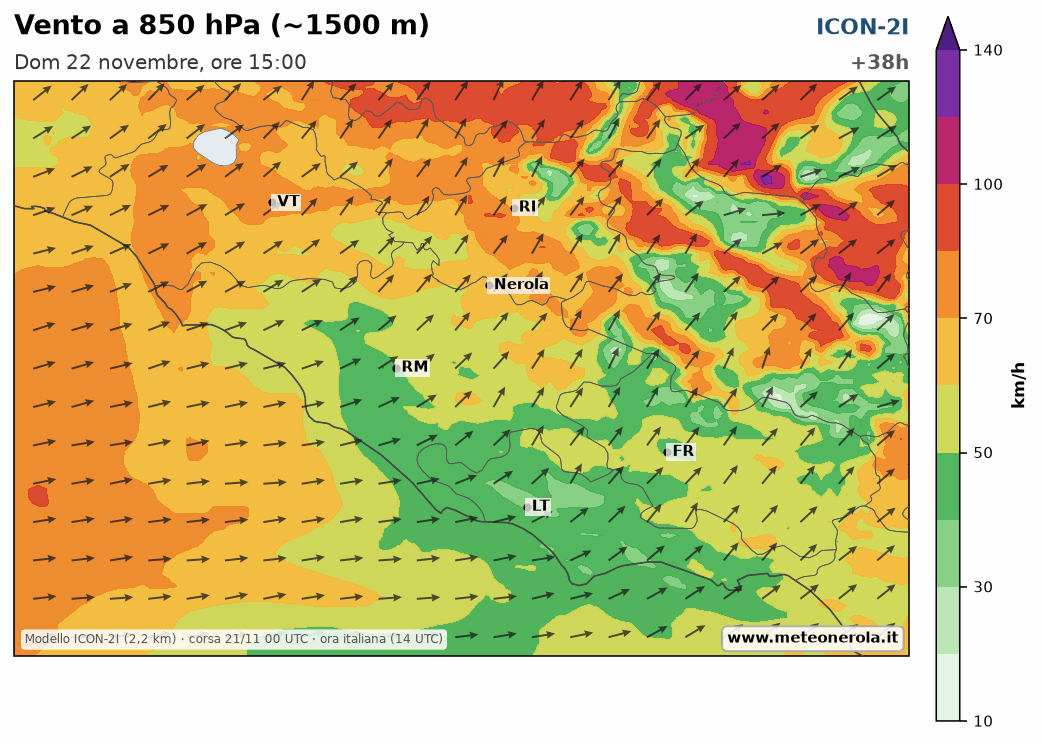 Vento a 850 hPa (~1500 m)
ICON-2I
Dom 22 novembre, ore 15:00
+38h
140
100
70
50
30
10
km/h
VT
RI
Nerola
RM
FR
LT
Modello ICON-2I (2,2 km) · corsa 21/11 00 UTC · ora italiana (14 UTC)
www.meteonerola.it